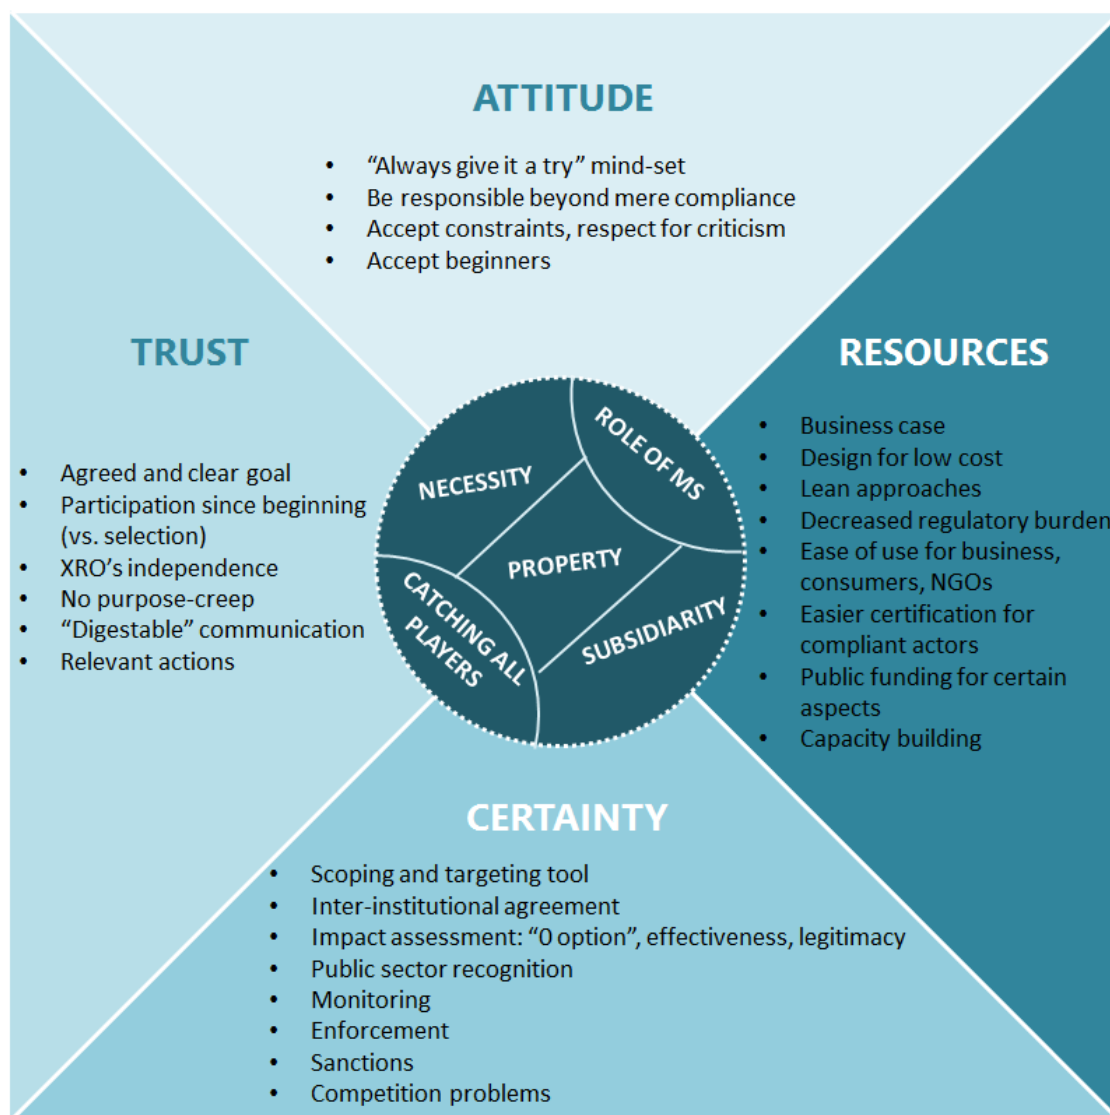 ATTITUDE
• “Always give it a try” mind-set
• Be responsible beyond mere compliance
• Accept constraints, respect for criticism
• Accept beginners
TRUST
• Agreed and clear goal
• Participation since beginning
(vs. selection)
• XRO’s independence
• No purpose-creep
• “Digestable” communication
• Relevant actions
NECESSITY
ROLE OF MS
PROPERTY
CATCHING ALL
PLAYERS
SUBSIDIARITY
RESOURCES
• Business case
• Design for low cost
• Lean approaches
• Decreased regulatory burden
• Ease of use for business,
consumers, NGOs
• Easier certification for
compliant actors
• Public funding for certain
aspects
• Capacity building
CERTAINTY
• Scoping and targeting tool
• Inter-institutional agreement
• Impact assessment: “0 option”, effectiveness, legitimacy
• Public sector recognition
• Monitoring
• Enforcement
• Sanctions
• Competition problems